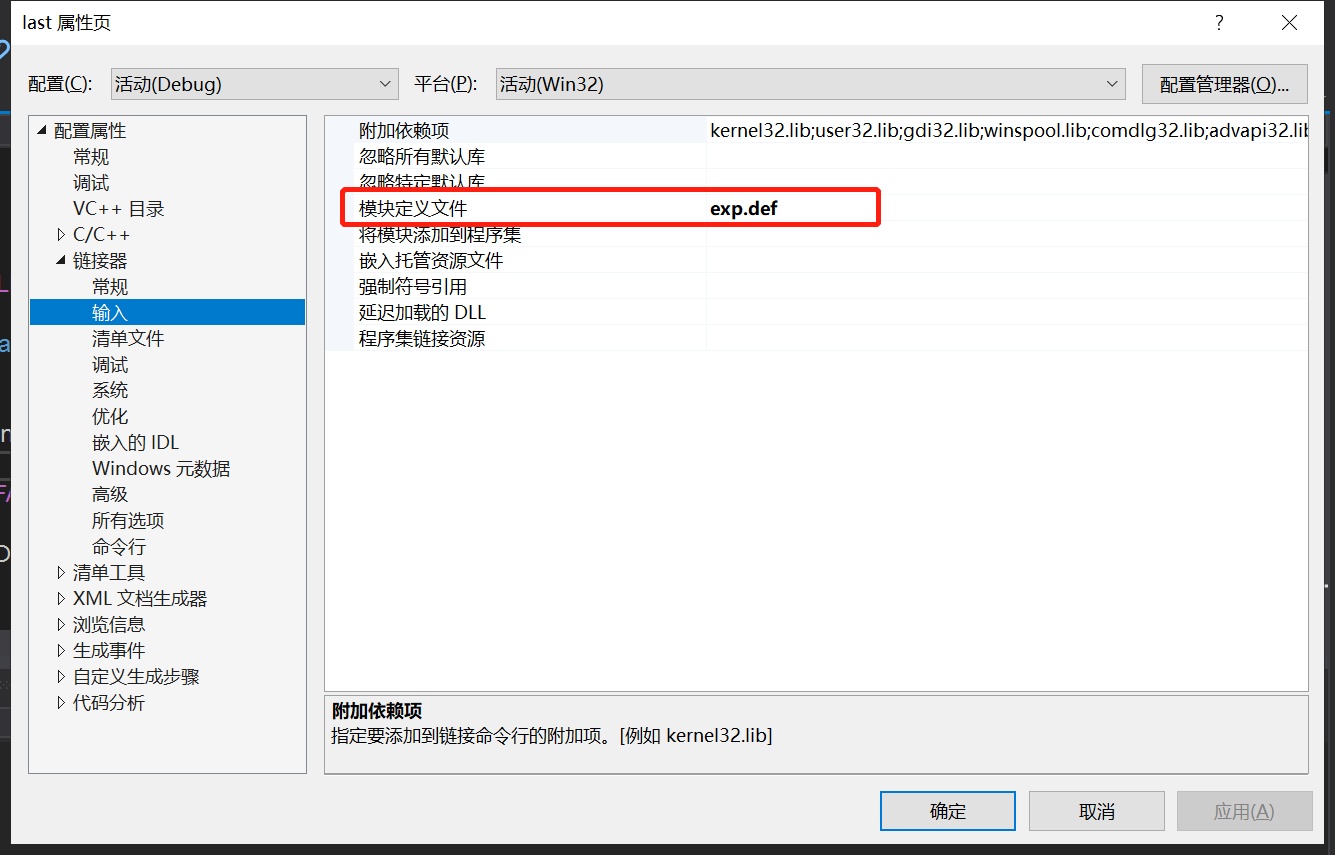 last 属性页
?
配置(C): 活动(Debug) 平台(P): 活动(Win32) 配置管理器(O)...
配置属性
常规
调试
VC++ 目录
C/C++
链接器
常规
输入
清单文件
调试
系统
优化
嵌入的 IDL
Windows 元数据
高级
所有选项
命令行
清单工具
XML 文档生成器
浏览信息
生成事件
自定义生成步骤
代码分析
附加依赖项 kernel32.lib;user32.lib;gdi32.lib;winspool.lib;comdlg32.lib;advapi32.lib
忽略所有默认库
忽略特定默认库
模块定义文件 exp.def
将模块添加到程序集
嵌入托管资源文件
强制符号引用
延迟加载的 DLL
程序集链接资源
附加依赖项
指定要添加到链接命令行的附加项。[例如 kernel32.lib]
确定 取消 应用(A)